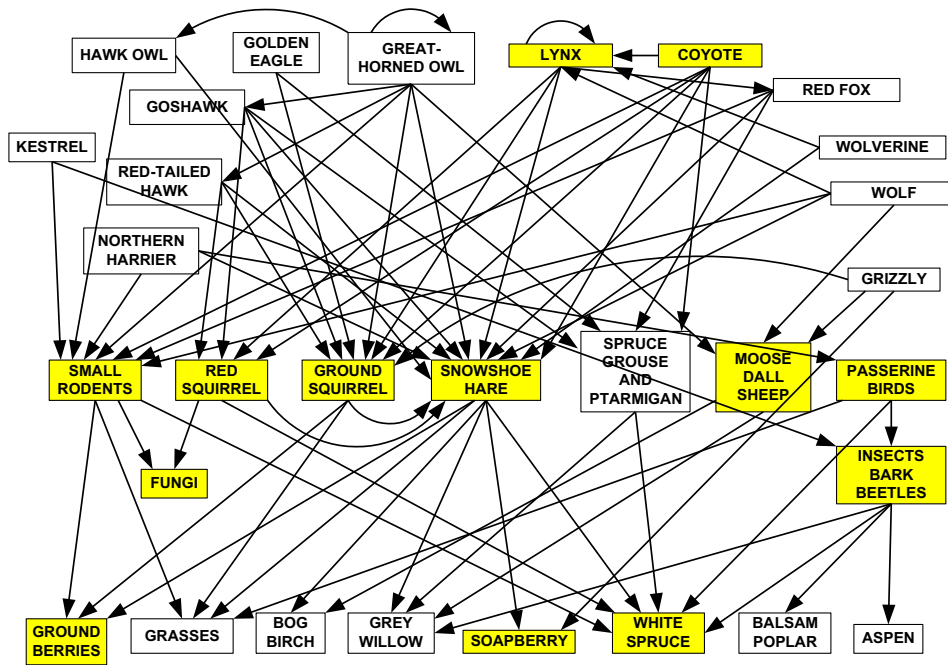 HAWK OWL
GOLDEN
EAGLE
GREAT-
HORNED OWL
LYNX
COYOTE
RED FOX
GOSHAWK
KESTREL
WOLVERINE
RED-TAILED
HAWK
WOLF
NORTHERN
HARRIER
GRIZZLY
SMALL
RODENTS
RED
SQUIRREL
GROUND
SQUIRREL
SNOWSHOE
HARE
SPRUCE
GROUSE
AND
PTARMIGAN
MOOSE
DALL
SHEEP
PASSERINE
BIRDS
INSECTS
BARK
BEETLES
FUNGI
GROUND
BERRIES
GRASSES
BOG
BIRCH
GREY
WILLOW
SOAPBERRY
WHITE
SPRUCE
BALSAM
POPLAR
ASPEN